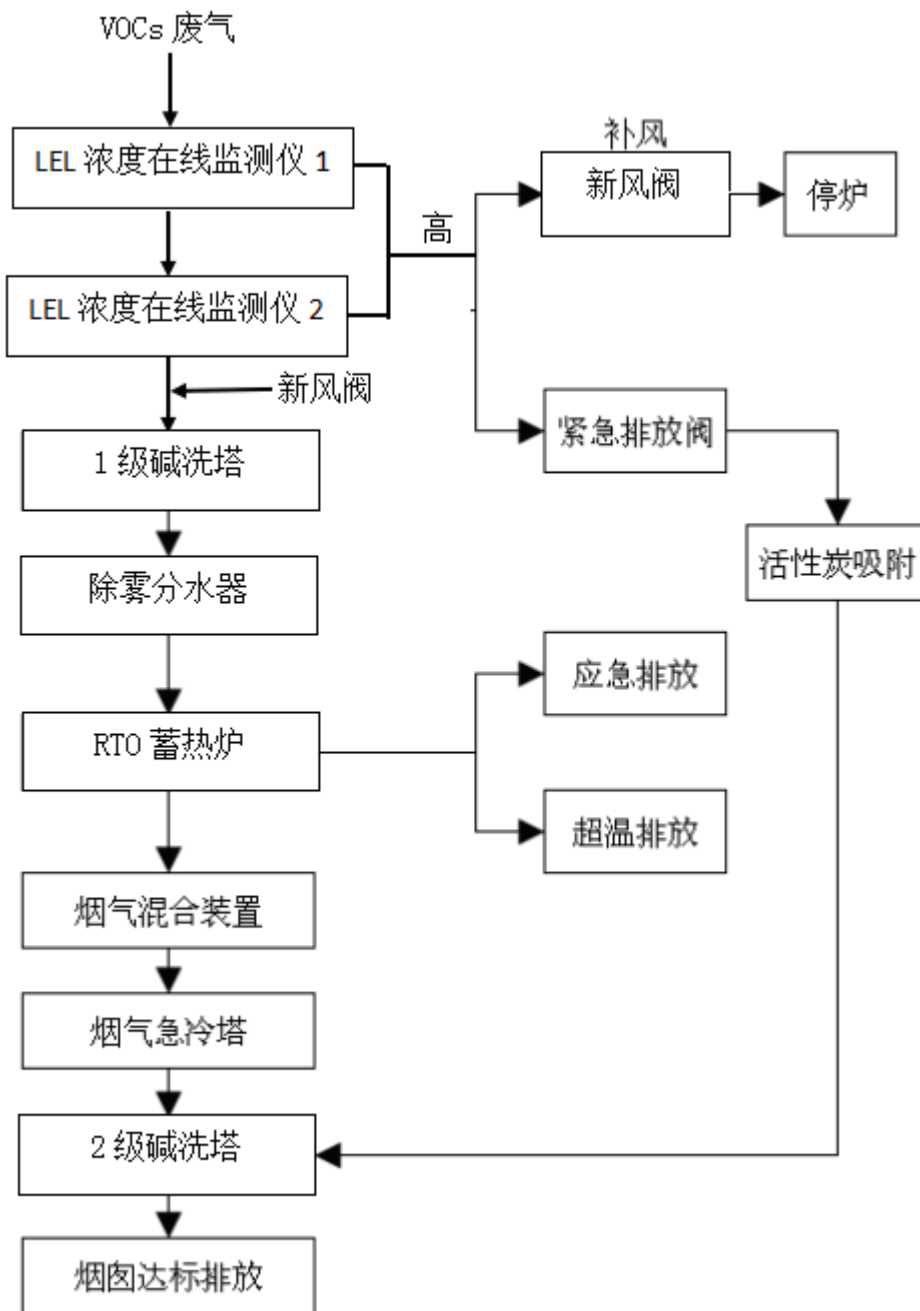 VOCs 废气
LEL 浓度在线监测仪 1
补风
新风阀
停炉
高
LEL 浓度在线监测仪 2
新风阀
紧急排放阀
1 级碱洗塔
活性炭吸附
除雾分水器
应急排放
RTO 蓄热炉
超温排放
烟气混合装置
烟气急冷塔
2 级碱洗塔
烟囱达标排放